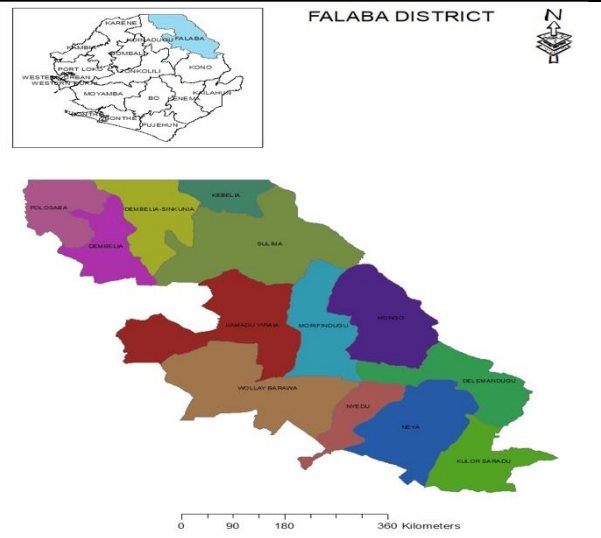 FALABA DISTRICT
N
KARENE
FALABA
KOINADUGU
KAMBIA
BOMBALI
PORT LOKO
KONO
TONKOLILI
WESTERN URBAN
WESTERN RURAL
KAILAHUN
MOYAMBA
BO
KENEMA
BONTHE
BONTHE
PUJEHUN
KEBELIA
FOLOSABA
DEMBELIA-SINKUNIA
DEMBELIA
SULIMA
KAMADU YIRAIA
MORIFINDUGU
MONGO
DELEMANDUGU
WOLLAY BARAWA
NYEDU
NEYA
KULOR SARADU
0 90 180 360 Kilometers